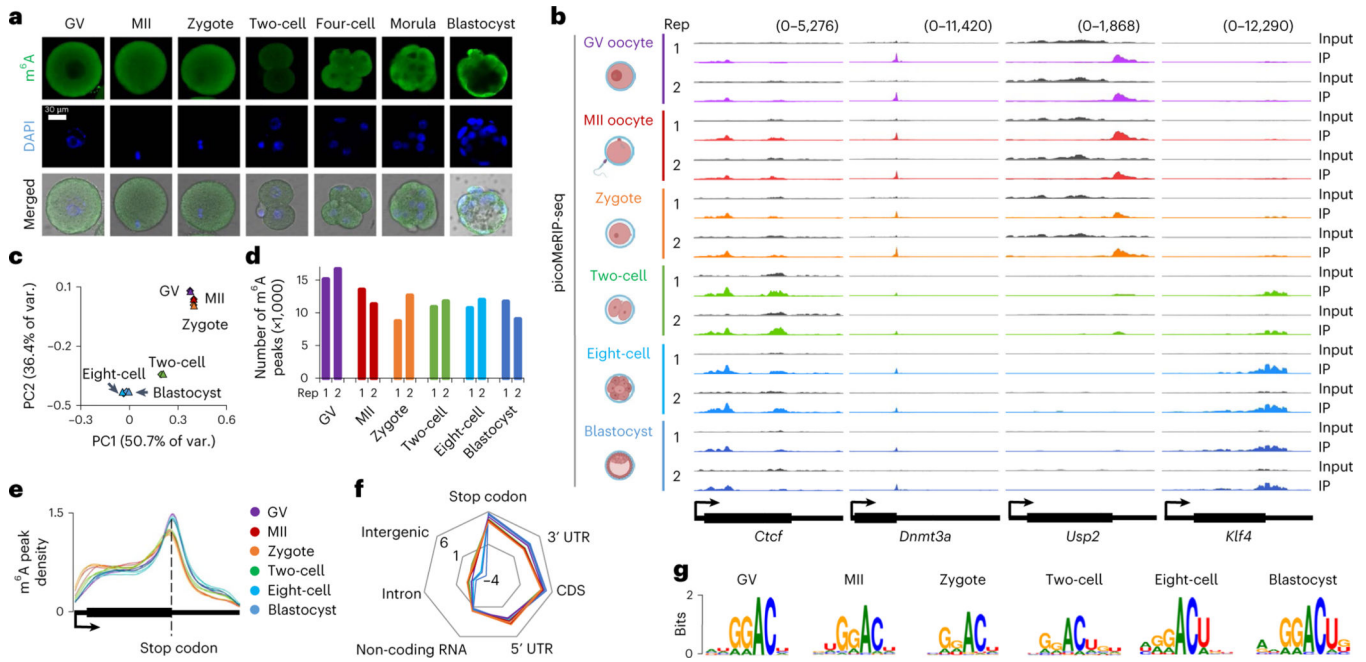 a
GV MII Zygote Two-cell Four-cell Morula Blastocyst
m⁶A
30 μm
DAPI
Merged
b
Rep (0–5,276) (0–11,420) (0–1,868) (0–12,290)
picoMeRIP-seq
GV oocyte
1 Input
IP
2 Input
IP
MII oocyte
1 Input
IP
2 Input
IP
Zygote
1 Input
IP
2 Input
IP
Two-cell
1 Input
IP
2 Input
IP
Eight-cell
1 Input
IP
2 Input
IP
Blastocyst
1 Input
IP
2 Input
IP
Ctcf Dnmt3a Usp2 Klf4
c
PC2 (36.4% of var.)
0.1
−0.2
−0.5
GV
MII
Zygote
Two-cell
Eight-cell
Blastocyst
−0.6 −0.3 0 0.3 0.6
PC1 (50.7% of var.)
d
Number of m⁶A
peaks (×1,000)
15
10
5
0
Rep 1 2 1 2 1 2 1 2 1 2 1 2
GV MII Zygote Two-cell Eight-cell Blastocyst
e
m⁶A peak
density
1.5
0
Stop codon
GV
MII
Zygote
Two-cell
Eight-cell
Blastocyst
f
Stop codon
3′ UTR
CDS
5′ UTR
Non-coding RNA
Intron
Intergenic
6
1
−4
g
GV MII Zygote Two-cell Eight-cell Blastocyst
Bits
2
0
GGAC
GGAC
GGAC
GGAC
GGACU
GGACU